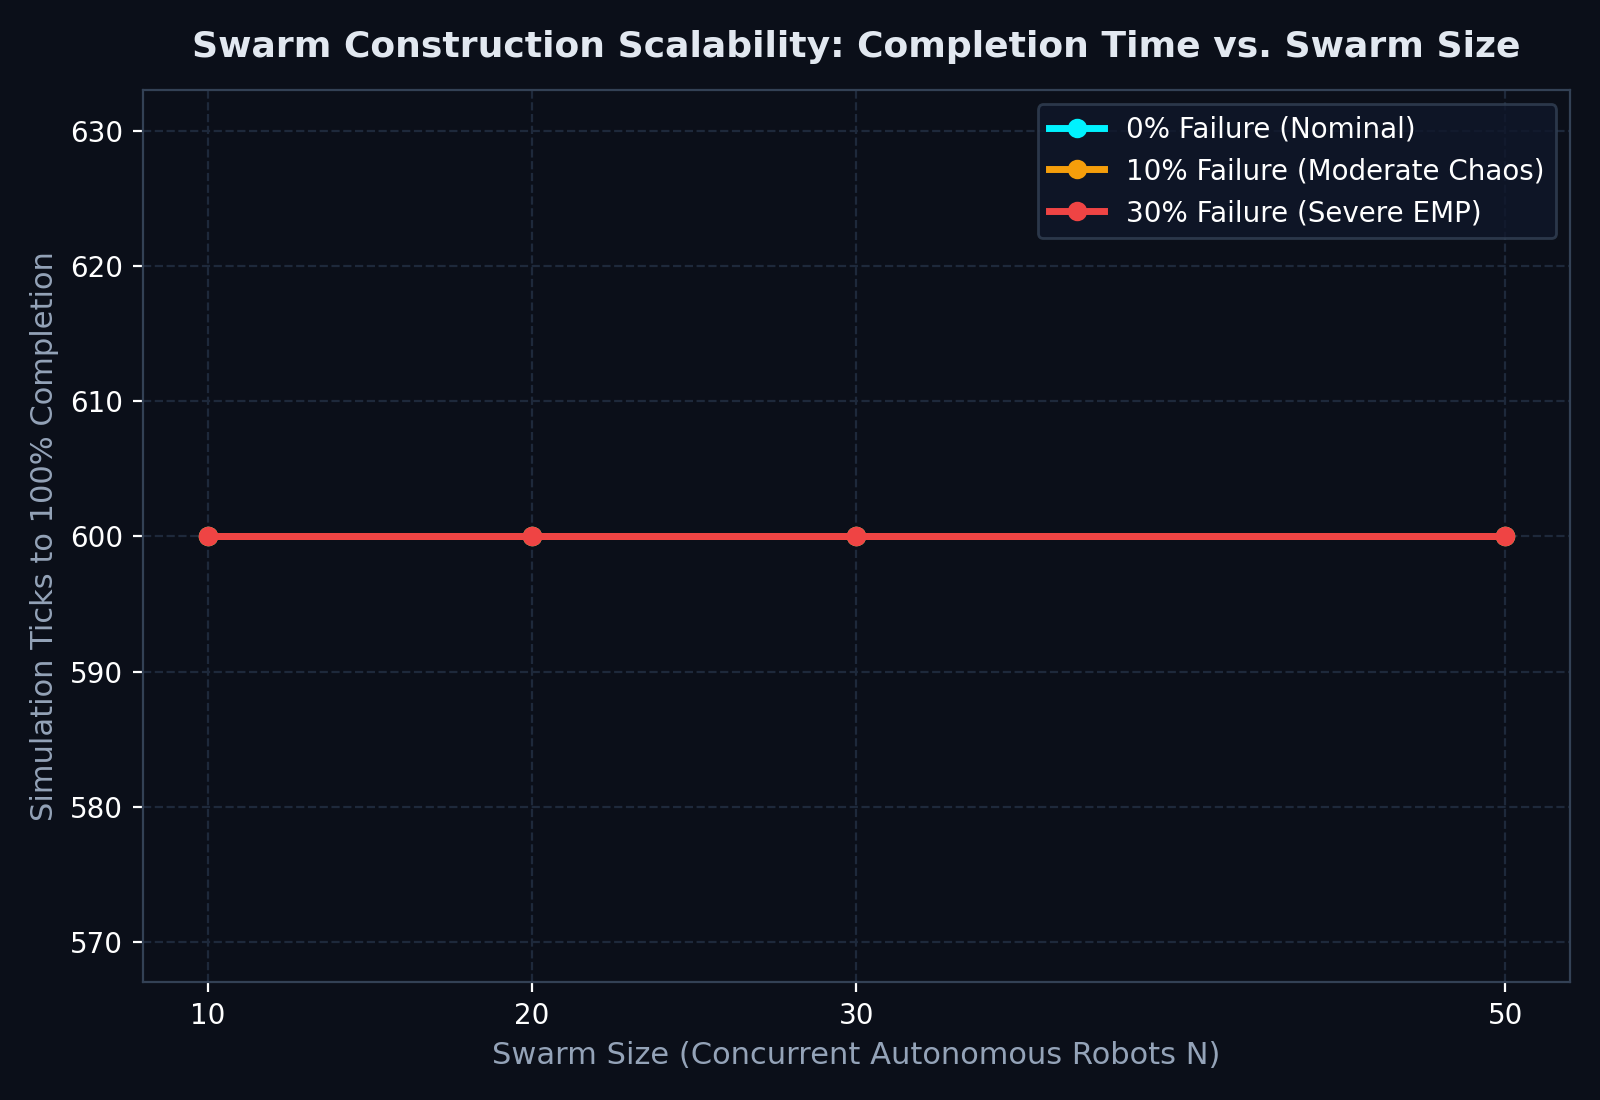 Swarm Construction Scalability: Completion Time vs. Swarm Size
0% Failure (Nominal)
10% Failure (Moderate Chaos)
30% Failure (Severe EMP)
Simulation Ticks to 100% Completion
630
620
610
600
590
580
570
10 20 30 50
Swarm Size (Concurrent Autonomous Robots N)